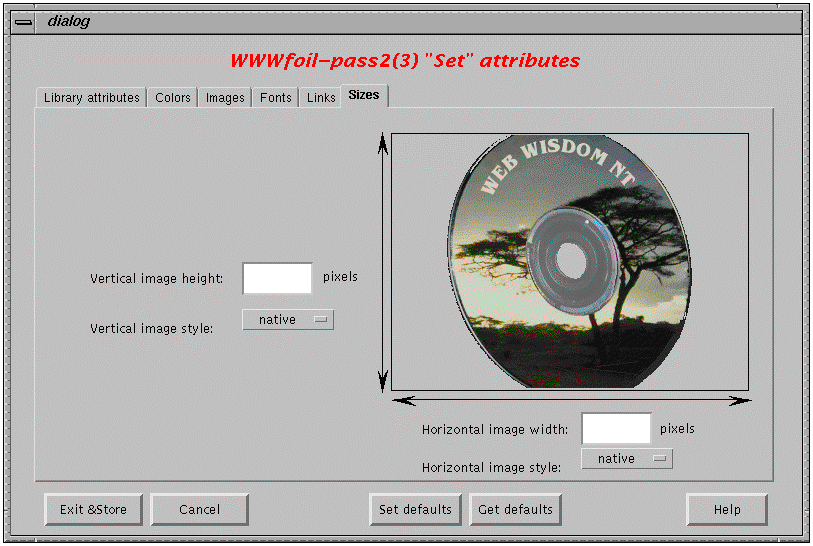 dialog
WWWfoil-pass2(3) "Set" attributes
Library attributes Colors Images Fonts Links Sizes
WEB WISDOM NT
Vertical image height: pixels
Vertical image style: native
Horizontal image width: pixels
Horizontal image style: native
Exit &Store Cancel Set defaults Get defaults Help